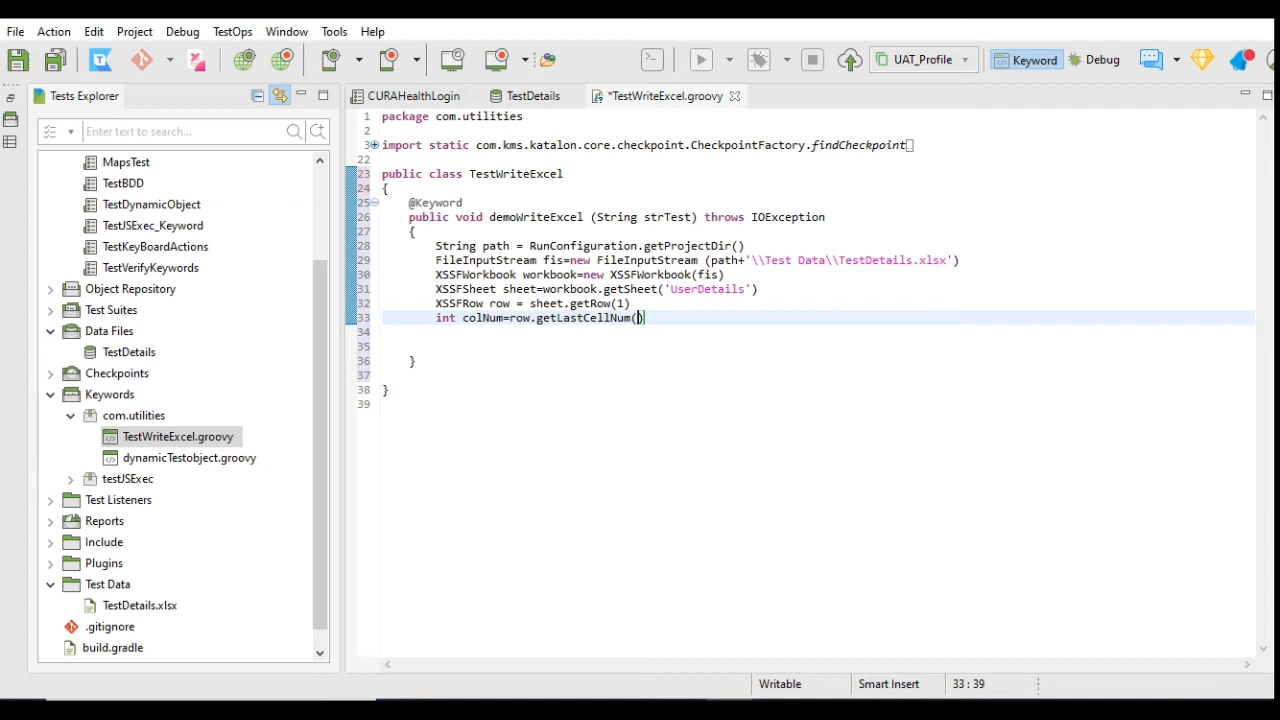 File Action Edit Project Debug TestOps Window Tools Help
UAT_Profile Keyword Debug
Tests Explorer
Enter text to search...
MapsTest
TestBDD
TestDynamicObject
TestJSExec_Keyword
TestKeyBoardActions
TestVerifyKeywords
Object Repository
Test Suites
Data Files
TestDetails
Checkpoints
Keywords
com.utilities
TestWriteExcel.groovy
dynamicTestobject.groovy
testJSExec
Test Listeners
Reports
Include
Plugins
Test Data
TestDetails.xlsx
.gitignore
build.gradle
CURAHealthLogin TestDetails *TestWriteExcel.groovy
1 package com.utilities
2
3 import static com.kms.katalon.core.checkpoint.CheckpointFactory.findCheckpoint
22
23 public class TestWriteExcel
24 {
25 @Keyword
26 public void demoWriteExcel (String strTest) throws IOException
27 {
28 String path = RunConfiguration.getProjectDir()
29 FileInputStream fis=new FileInputStream (path+'\\Test Data\\TestDetails.xlsx')
30 XSSFWorkbook workbook=new XSSFWorkbook(fis)
31 XSSFSheet sheet=workbook.getSheet('UserDetails')
32 XSSFRow row = sheet.getRow(1)
33 int colNum=row.getLastCellNum()
34
35
36 }
37
38 }
39
Writable Smart Insert 33 : 39